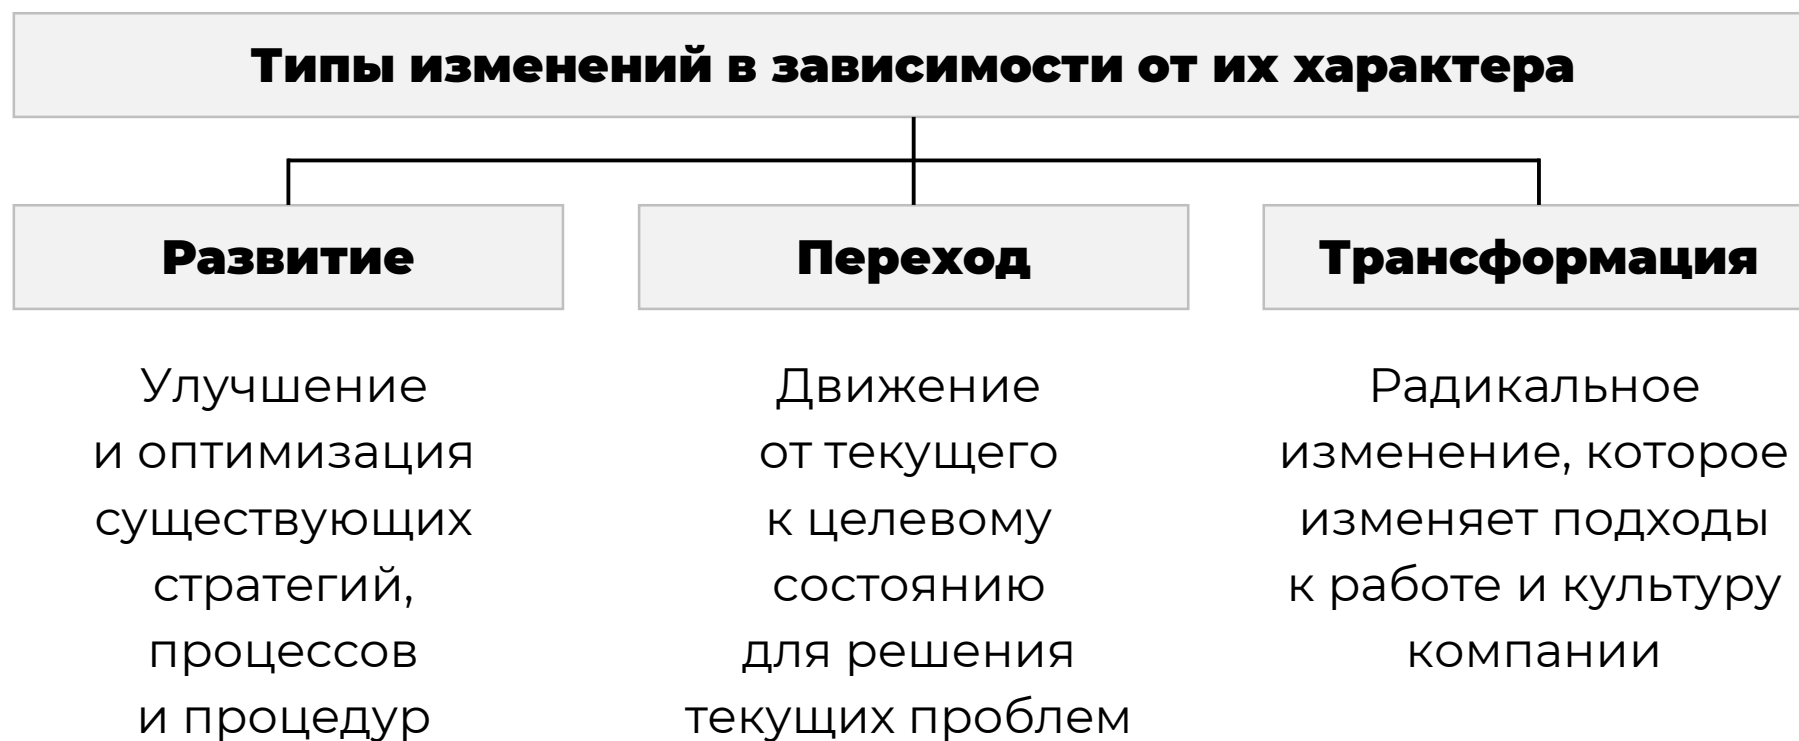 Типы изменений в зависимости от их характера
Развитие
Улучшение
и оптимизация
существующих
стратегий,
процессов
и процедур
Переход
Движение
от текущего
к целевому
состоянию
для решения
текущих проблем
Трансформация
Радикальное
изменение, которое
изменяет подходы
к работе и культуру
компании